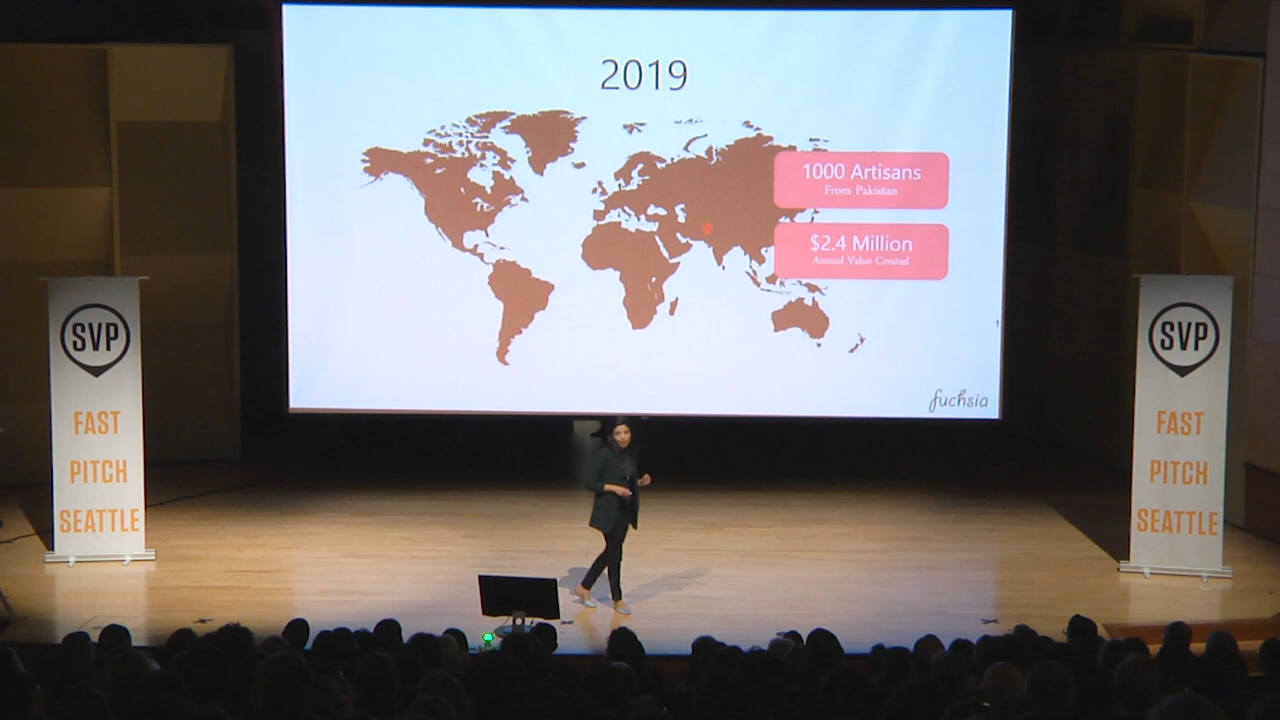 2019
1000 Artisans
From Pakistan
$2.4 Million
Annual Value Created
1
fuchsia
SVP
FAST
PITCH
SEATTLE
SVP
FAST
PITCH
SEATTLE